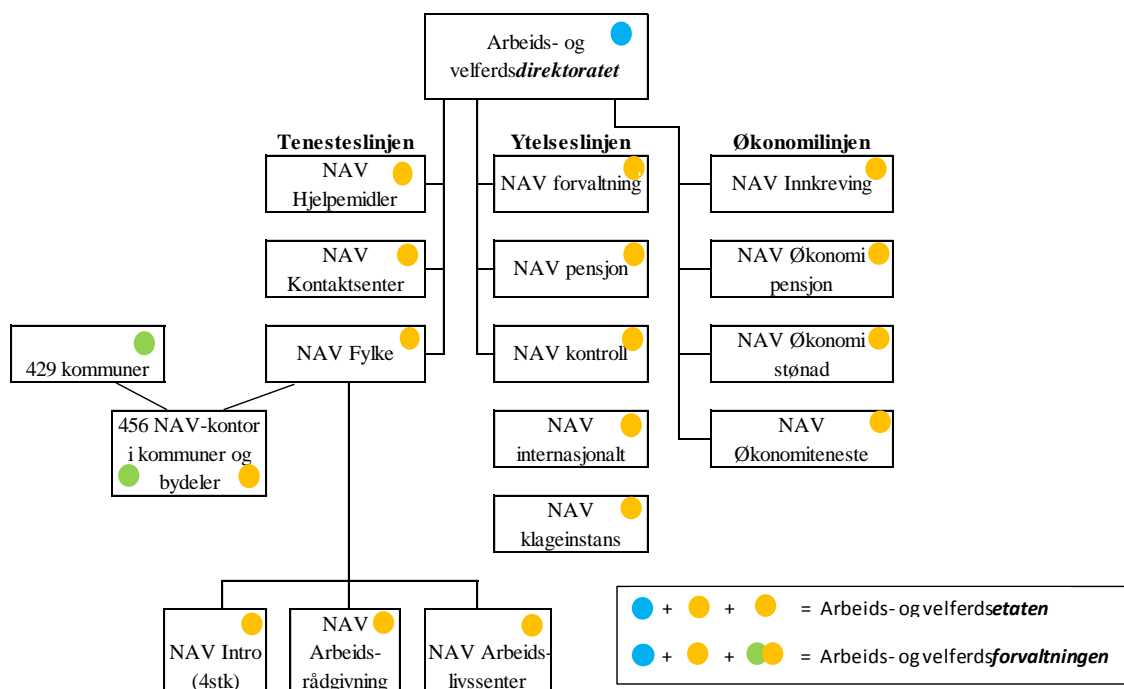 Arbeids- og
velferdsdirektoratet
Tenesteslinjen
NAV
Hjelpemidler
NAV
Kontaktsenter
NAV Fylke
Ytelseslinjen
NAV forvaltning
NAV pensjon
NAV kontroll
NAV
internasjonalt
NAV
klageinstans
Økonomilinjen
NAV Innkreving
NAV Økonomi
pensjon
NAV Økonomi
stønad
NAV
Økonomiteneste
429 kommuner
456 NAV-kontor
i kommuner og
bydeler
NAV Intro
(4stk)
NAV
Arbeids-
rådgivning
NAV Arbeids-
livssenter
+ + = Arbeids- og velferdsetaten
+ + = Arbeids- og velferdsforvaltningen